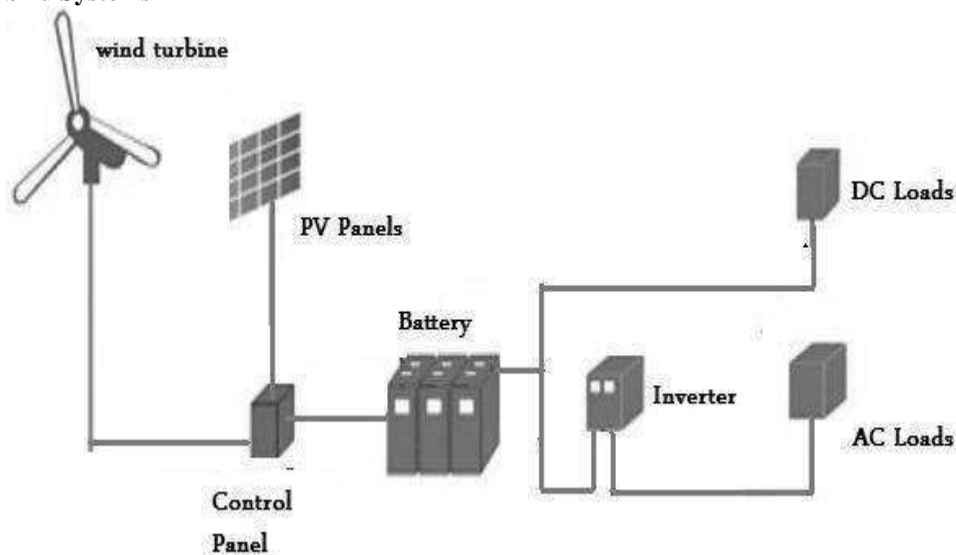 wind turbine
PV Panels
DC Loads
Battery
Inverter
AC Loads
Control
Panel